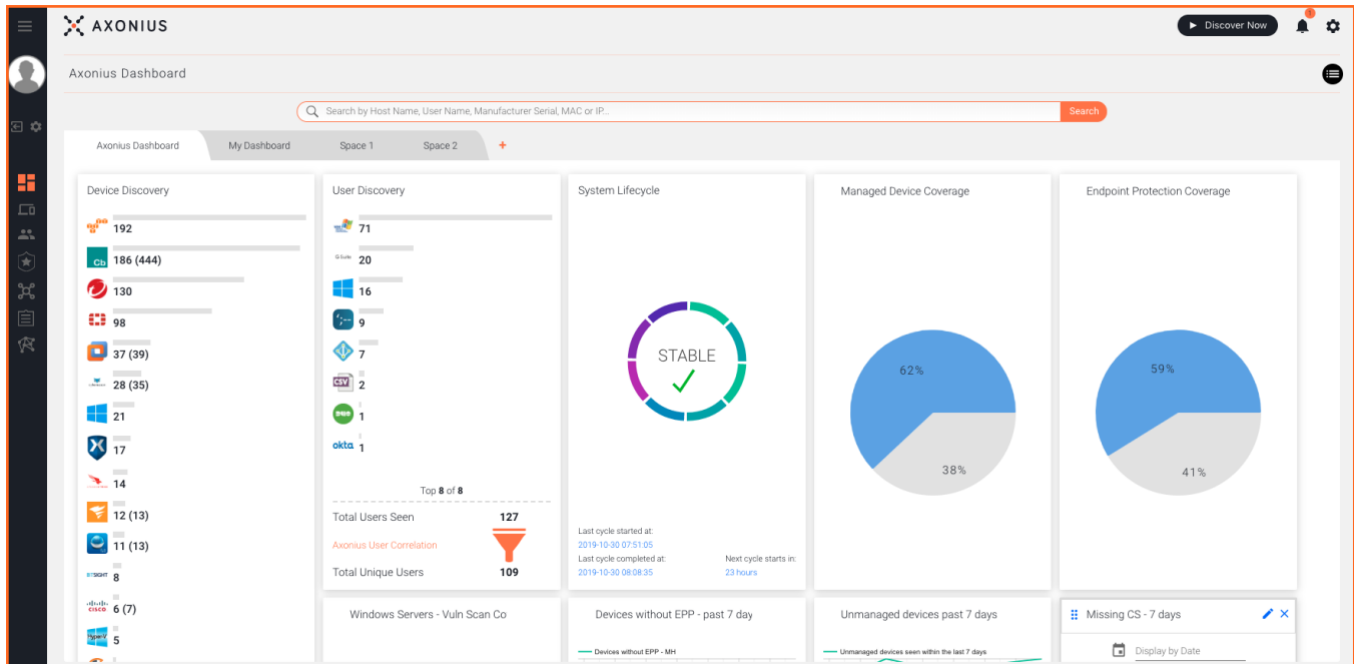 AXONIUS
Discover Now
1
Axonius Dashboard
Search by Host Name, User Name, Manufacturer Serial, MAC or IP...
Search
Axonius Dashboard
My Dashboard
Space 1
Space 2
+
Device Discovery
192
Cb
186 (444)
130
98
37 (39)
28 (35)
21
17
14
12 (13)
11 (13)
8
CISCO
6 (7)
HyperV
5
User Discovery
71
G Suite
20
16
9
7
CSV
2
1
okta
1
Top 8 of 8
Total Users Seen
127
Axonius User Correlation
Total Unique Users
109
System Lifecycle
STABLE
Last cycle started at:
2019-10-30 07:51:05
Last cycle completed at:
2019-10-30 08:08:35
Next cycle starts in:
23 hours
Managed Device Coverage
62%
38%
Endpoint Protection Coverage
59%
41%
Windows Servers - Vuln Scan Co
Devices without EPP - past 7 day
Devices without EPP - MH
Unmanaged devices past 7 days
Unmanaged devices seen within the last 7 days
Missing CS - 7 days
Display by Date